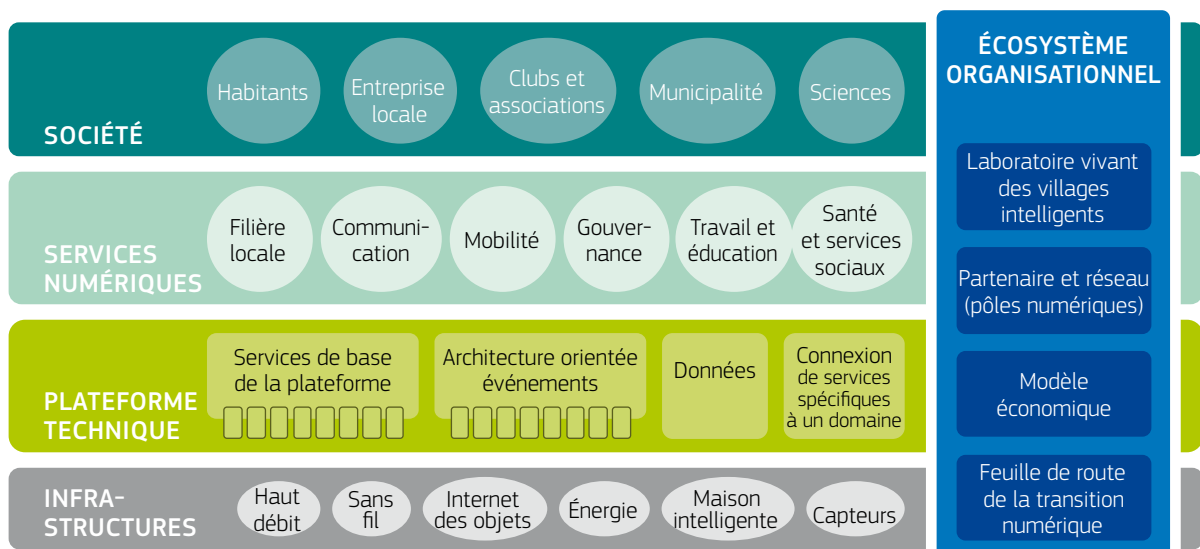 SOCIÉTÉ
Habitants
Entreprise
locale
Clubs et
associations
Municipalité
Sciences
SERVICES
NUMÉRIQUES
Filière
locale
Communi-
cation
Mobilité
Gouver-
nance
Travail et
éducation
Santé
et services
sociaux
PLATEFORME
TECHNIQUE
Services de base
de la plateforme
Architecture orientée
événements
Données
Connexion
de services
spécifiques
à un domaine
INFRA-
STRUCTURES
Haut
débit
Sans
fil
Internet
des objets
Énergie
Maison
intelligente
Capteurs
ÉCOSYSTÈME
ORGANISATIONNEL
Laboratoire vivant
des villages
intelligents
Partenaire et réseau
(pôles numériques)
Modèle
économique
Feuille de route
de la transition
numérique